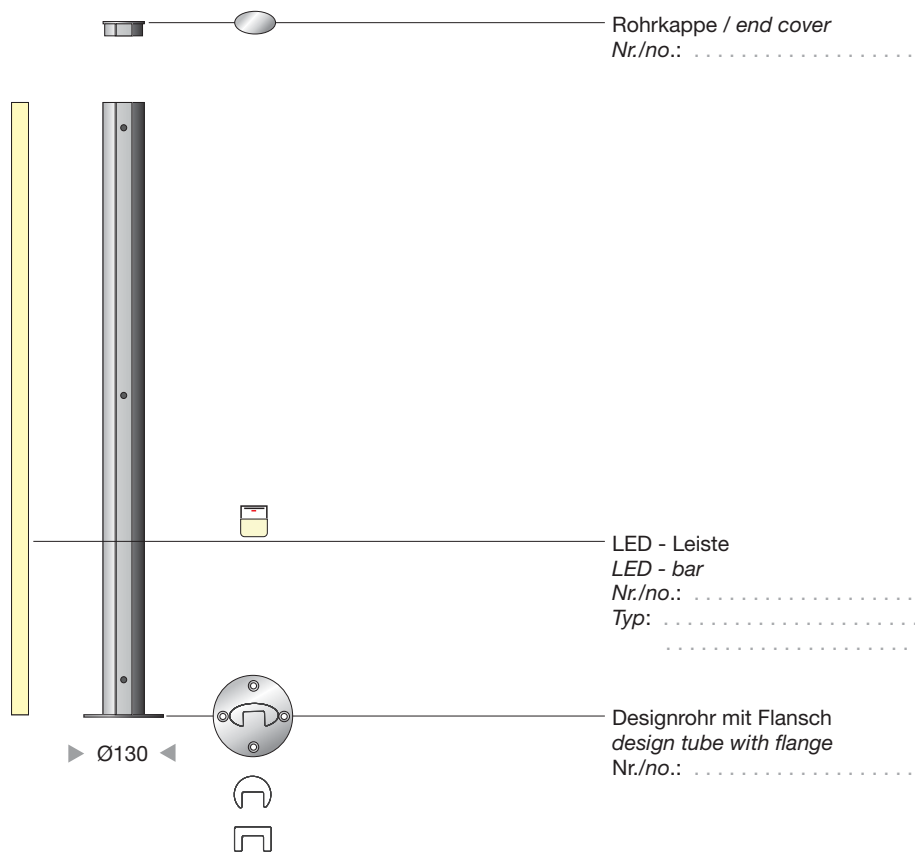 Rohrkappe / end cover
Nr./no.: . . . . . . . . . . . . . . . . . . .
LED - Leiste
LED - bar
Nr./no.: . . . . . . . . . . . . . . . . . . .
Typ: . . . . . . . . . . . . . . . . . . . . . .
. . . . . . . . . . . . . . . . . . . . .
Designrohr mit Flansch
design tube with flange
Nr./no.: . . . . . . . . . . . . . . . . . . .
Ø130